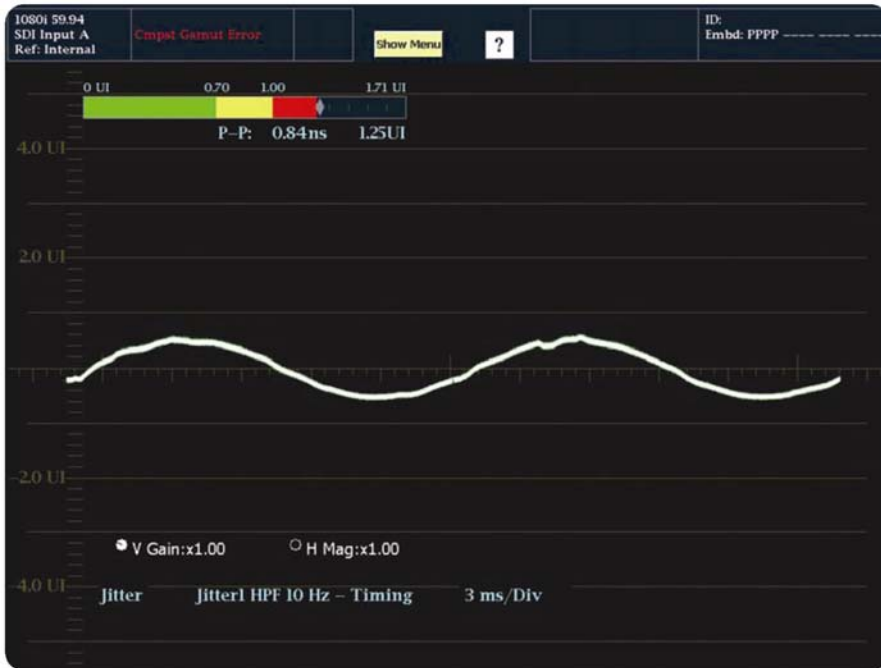 1080i 59.94
SDI Input A
Ref: Internal
Cmpst Gamut Error
Show Menu
?
ID:
Embd: PPPP ---- ---- ----
0 UI 0.70 1.00 1.71 UI
P-P: 0.84ns 1.25UI
4.0 UI
2.0 UI
-2.0 UI
-4.0 UI
V Gain:x1.00 H Mag:x1.00
Jitter Jitter1 HPF 10 Hz - Timing 3 ms/Div